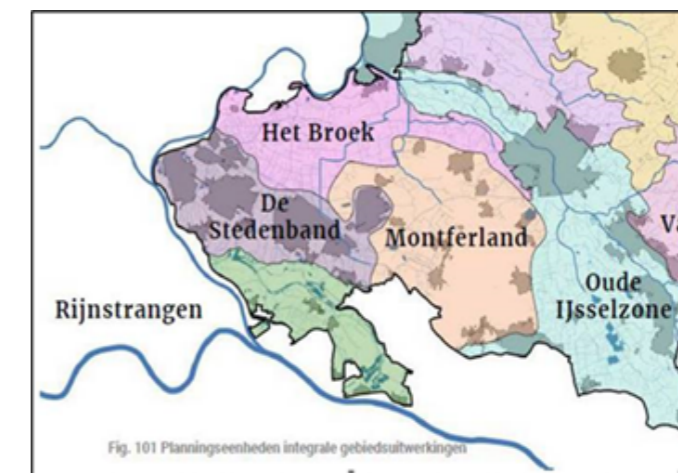 Het Broek
De
Stedenband
Montferland
Oude
IJsselzone
Rijnstrangen
Fig. 101 Planningseenheden integrale gebiedsuitwerkingen